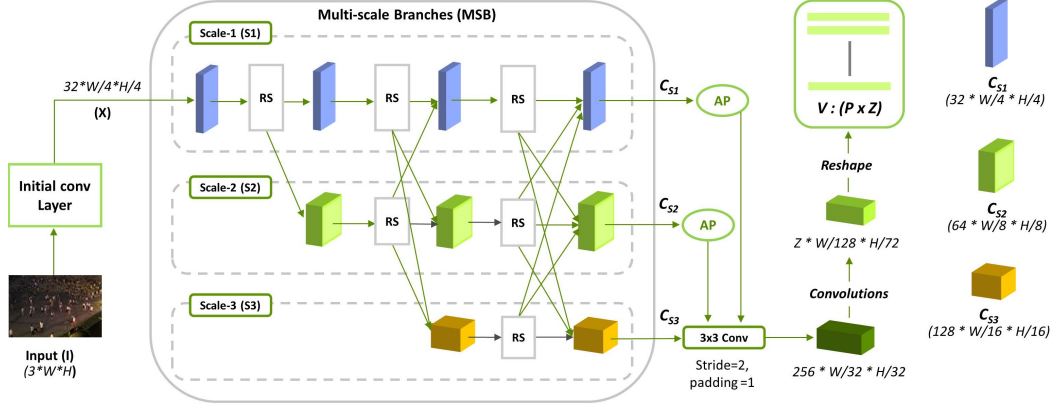 Multi-scale Branches (MSB)
Scale-1 (S1)
32*W/4*H/4
(X)
RS
RS
RS
C_S1
AP
Initial conv
Layer
Input (I)
(3*W*H)
Scale-2 (S2)
RS
RS
C_S2
AP
Scale-3 (S3)
RS
C_S3
3x3 Conv
Stride=2,
padding =1
V : (P x Z)
Reshape
Z * W/128 * H/72
Convolutions
256 * W/32 * H/32
C_S1
(32 * W/4 * H/4)
C_S2
(64 * W/8 * H/8)
C_S3
(128 * W/16 * H/16)